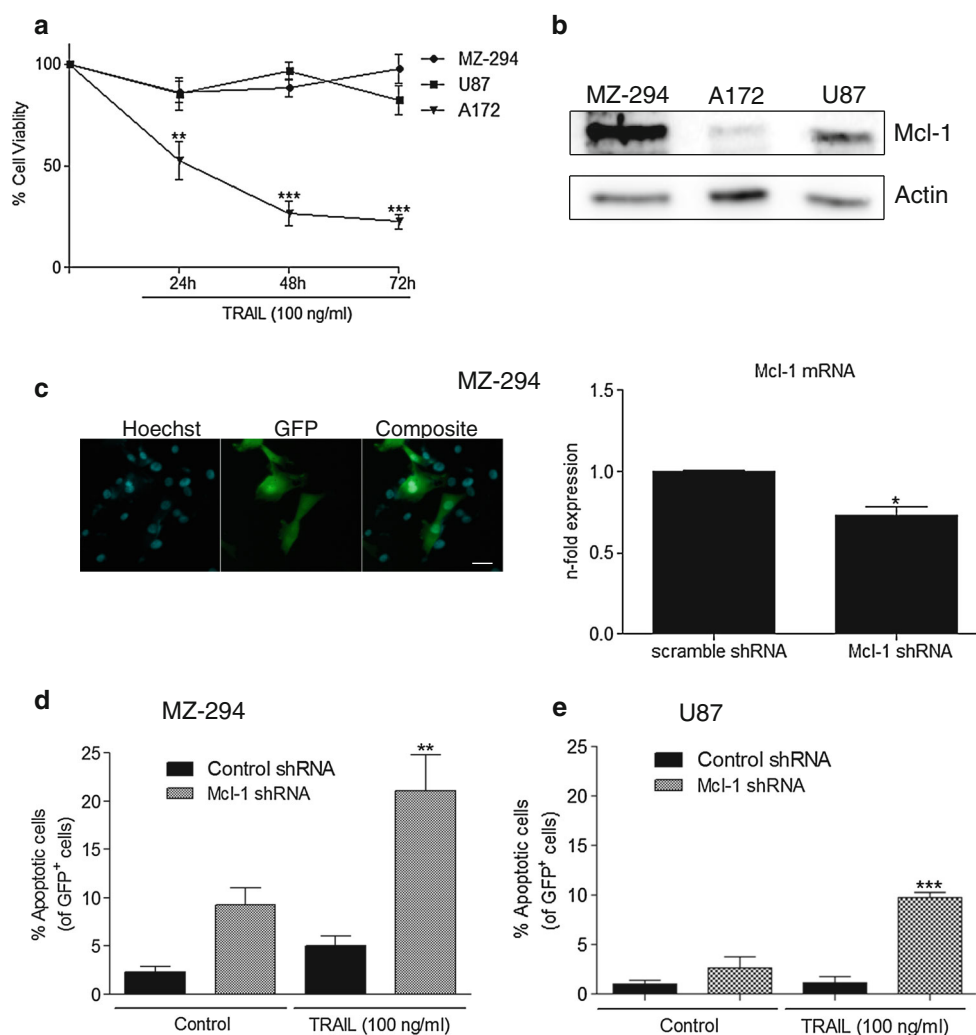 a
100
50
0
% Cell Viablity
**
***
***
24h
48h
72h
TRAIL (100 ng/ml)
MZ-294
U87
A172
b
MZ-294 A172 U87
Mcl-1
Actin
c
MZ-294
Hoechst GFP Composite
Mcl-1 mRNA
1.5
1.0
0.5
0.0
n-fold expression
*
scramble shRNA
Mcl-1 shRNA
d
MZ-294
25
20
15
10
5
0
% Apoptotic cells
(of GFP+ cells)
Control shRNA
Mcl-1 shRNA
**
Control
TRAIL (100 ng/ml)
e
U87
25
20
15
10
5
0
% Apoptotic cells
(of GFP+ cells)
Control shRNA
Mcl-1 shRNA
***
Control
TRAIL (100 ng/ml)